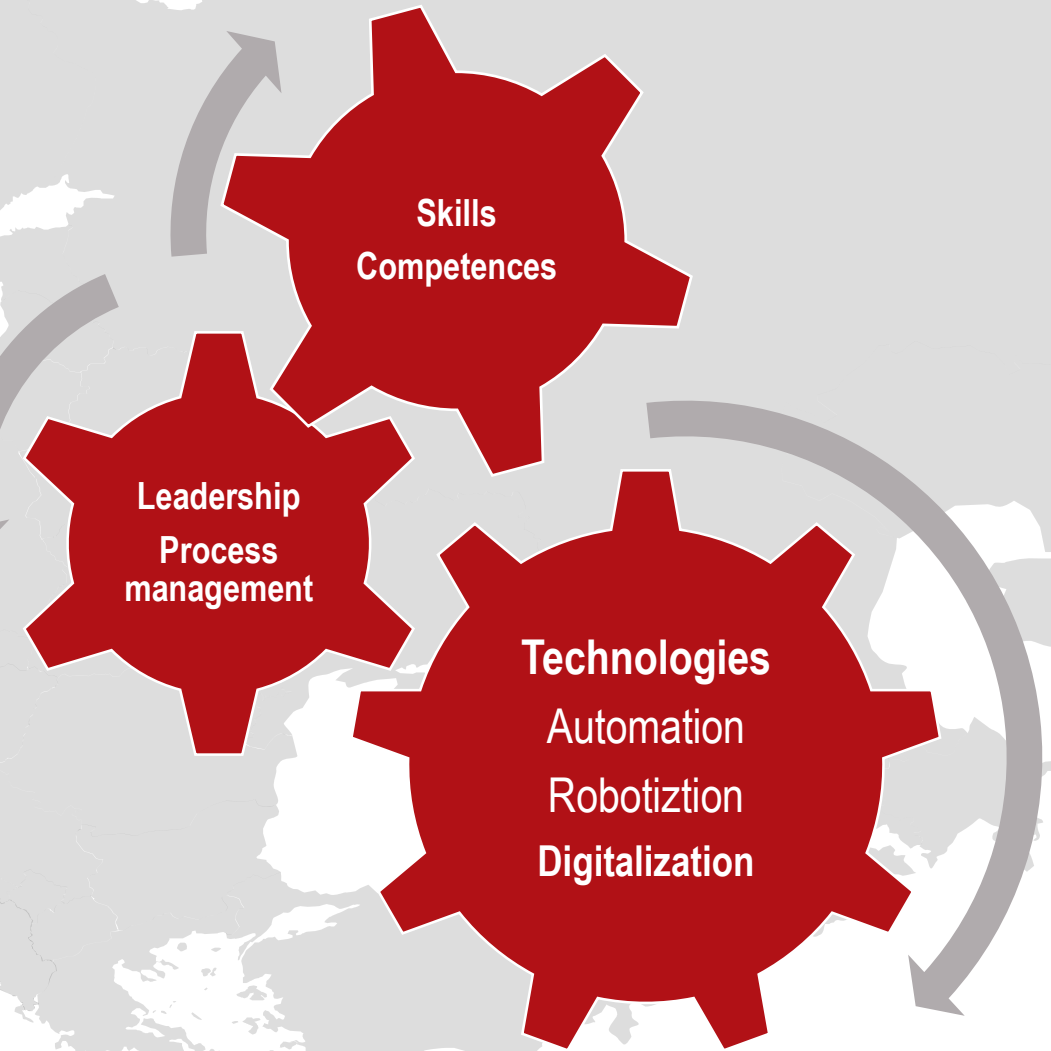 Skills
Competences
Leadership
Process
management
Technologies
Automation
Robotiztion
Digitalization